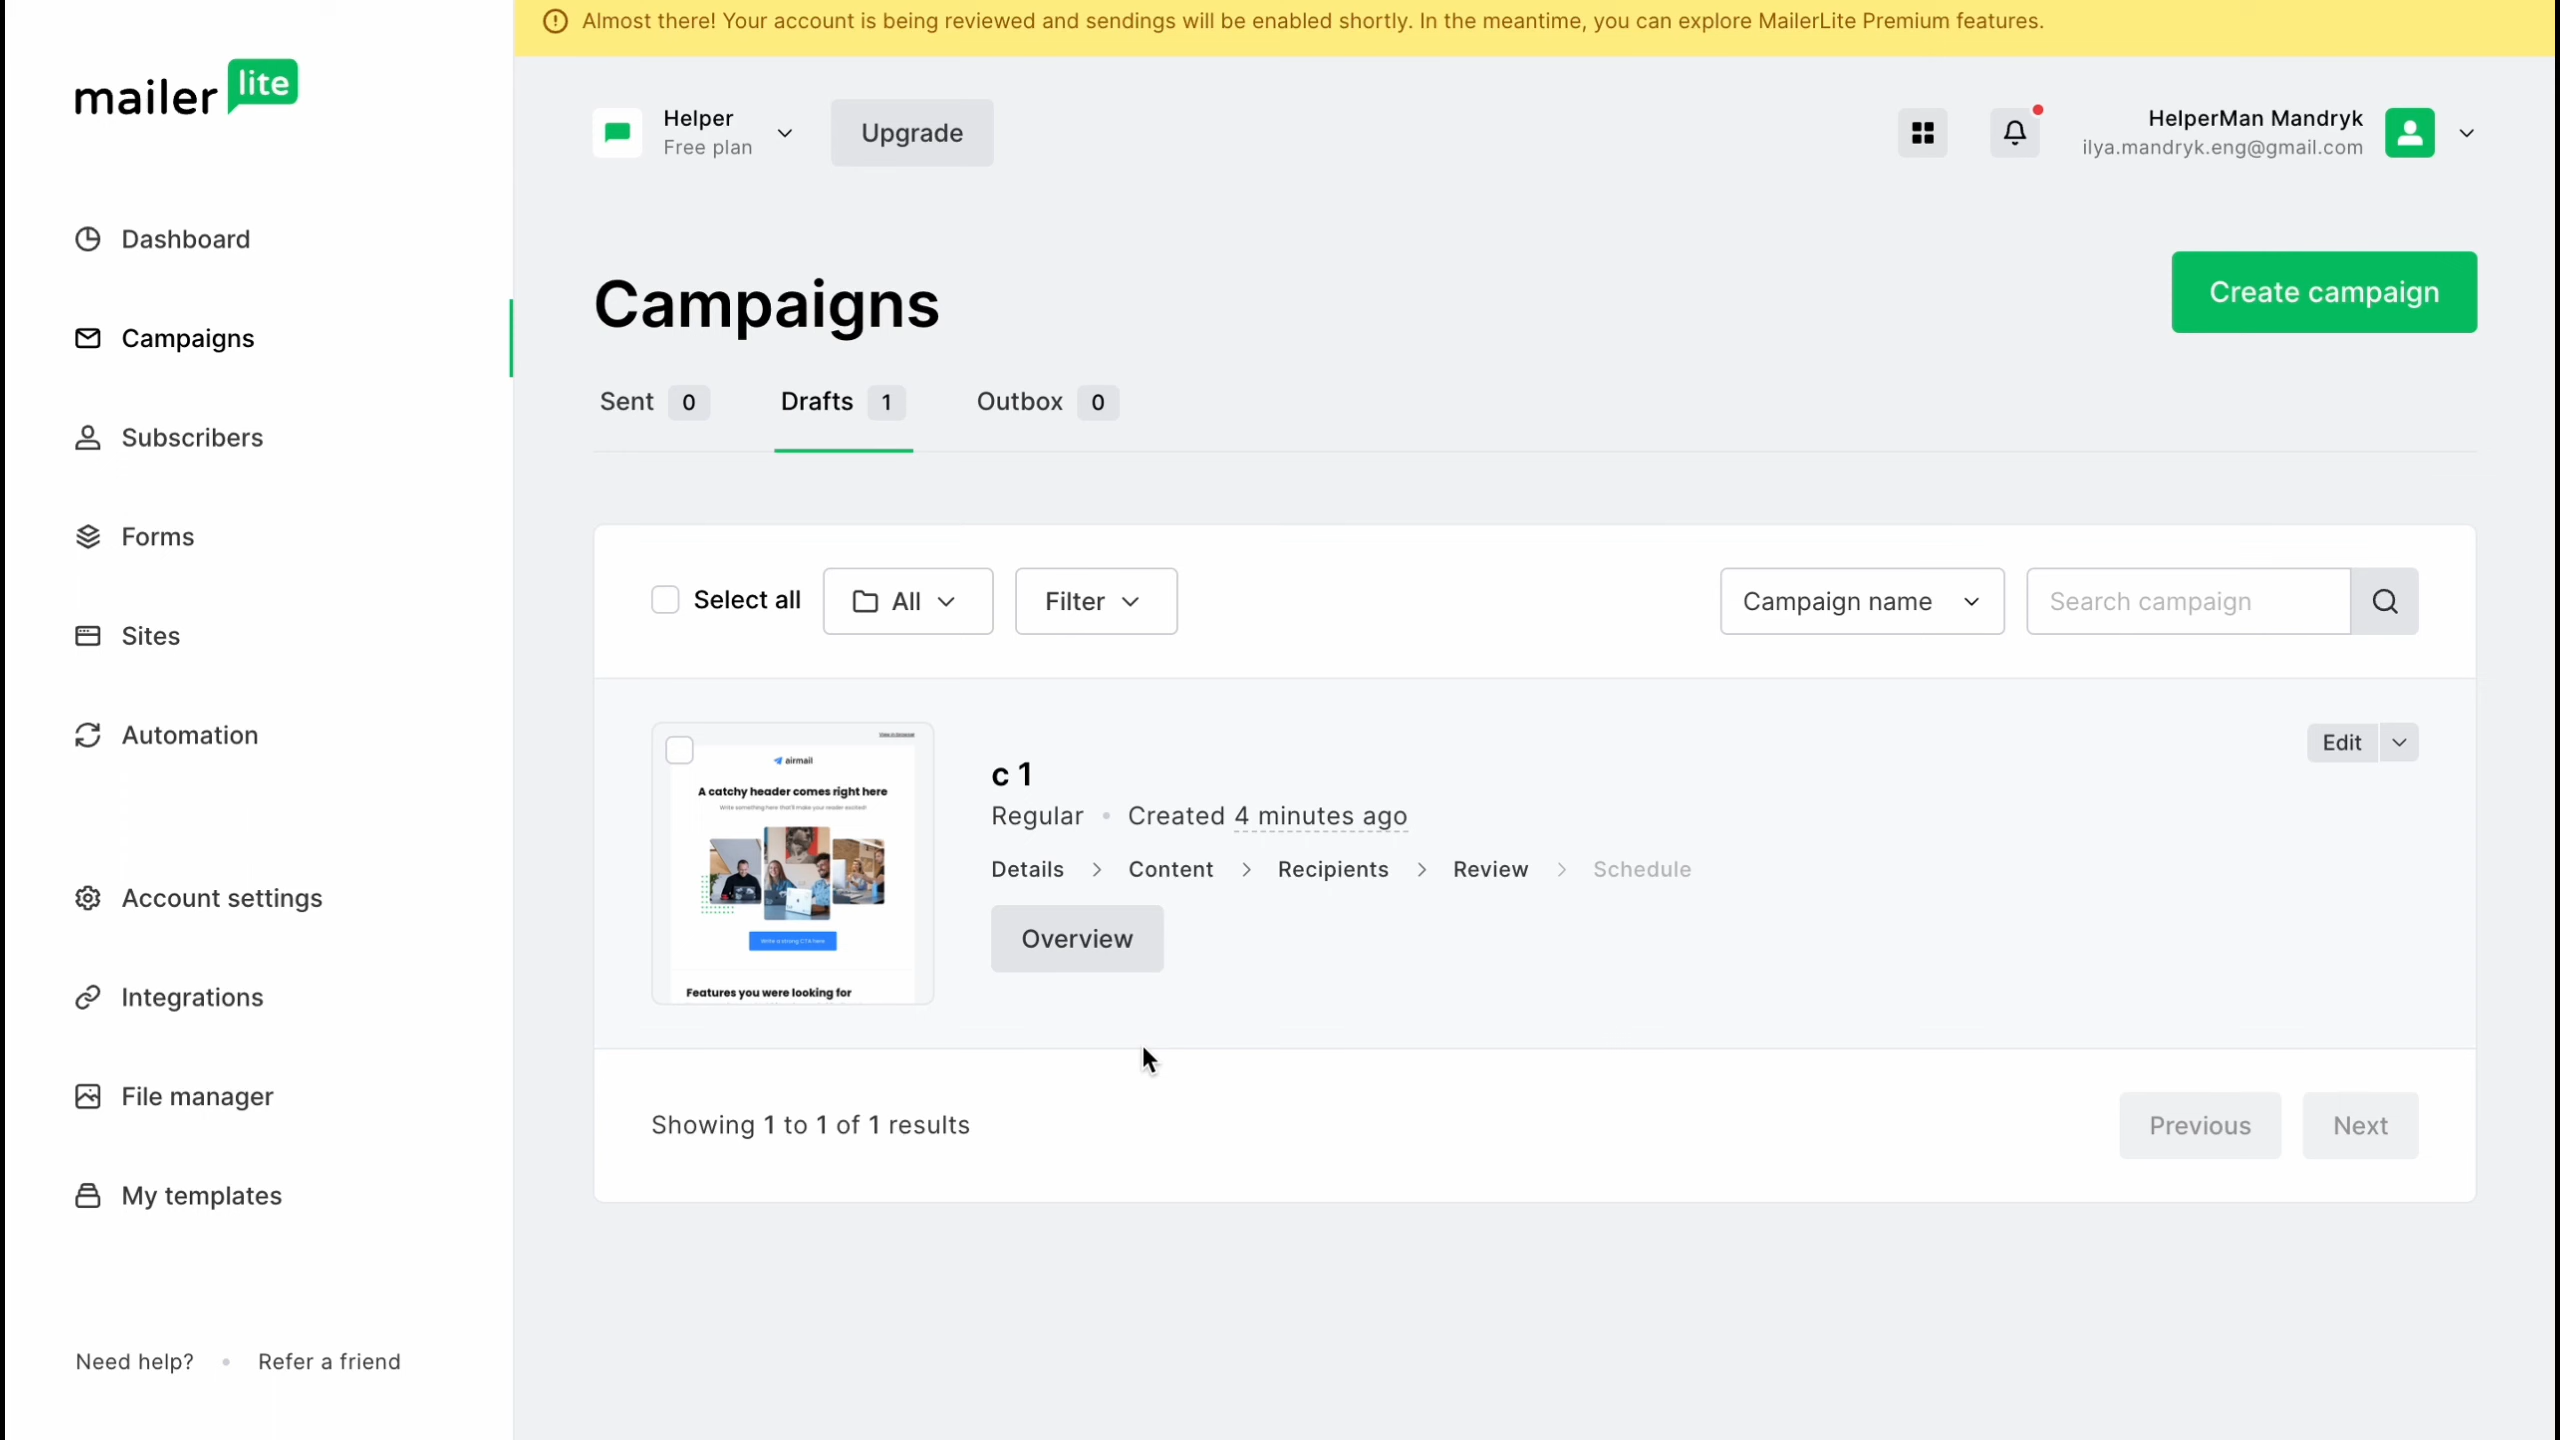 Almost there! Your account is being reviewed and sendings will be enabled shortly. In the meantime, you can explore MailerLite Premium features.
mailer lite
Dashboard
Campaigns
Subscribers
Forms
Sites
Automation
Account settings
Integrations
File manager
My templates
Need help? • Refer a friend
Helper
Free plan
Upgrade
HelperMan Mandryk
ilya.mandryk.eng@gmail.com
Campaigns
Create campaign
Sent 0 Drafts 1 Outbox 0
Select all All Filter Campaign name Search campaign
View in browser
airmail
A catchy header comes right here
Write something here that'll make your reader excited!
Write a strong CTA here
Features you were looking for
c 1
Regular • Created 4 minutes ago
Details > Content > Recipients > Review > Schedule
Overview
Edit
Showing 1 to 1 of 1 results
Previous Next